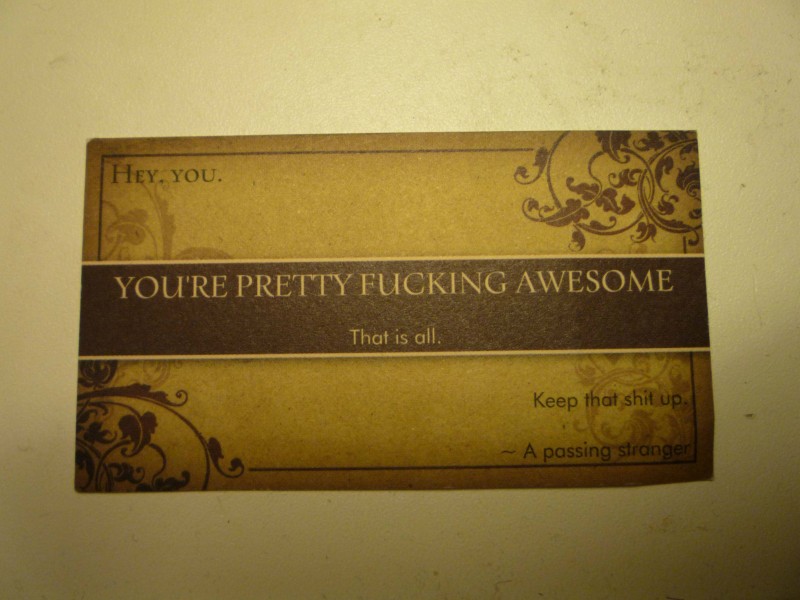 Hey, you.
YOU'RE PRETTY FUCKING AWESOME
That is all.
Keep that shit up.
~ A passing stranger